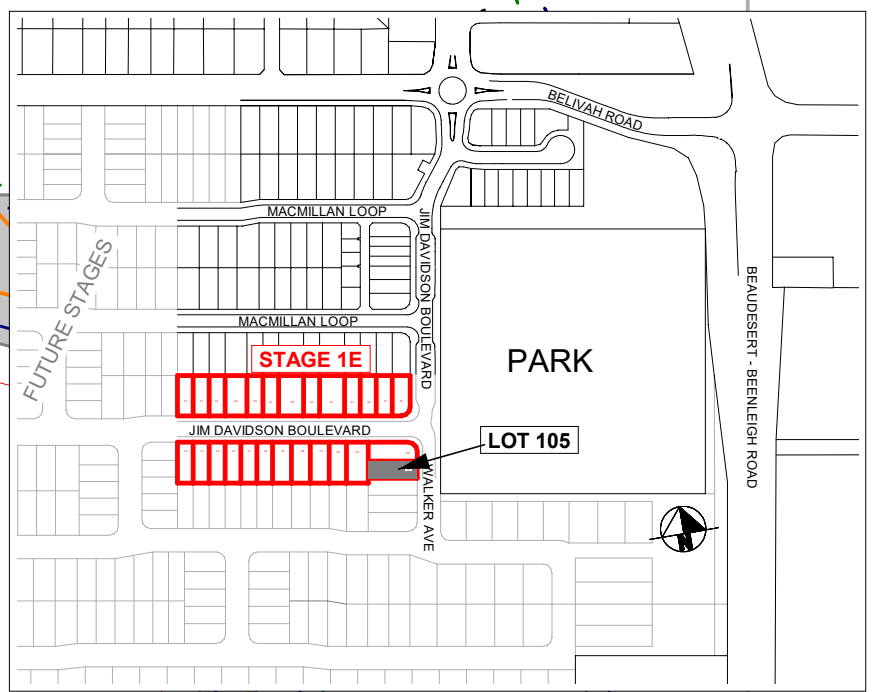 BELIVAH ROAD
MACMILLAN LOOP
JIM DAVIDSON BOULEVARD
FUTURE STAGES
BEAUDESERT - BEENLEIGH ROAD
MACMILLAN LOOP
STAGE 1E
PARK
JIM DAVIDSON BOULEVARD
LOT 105
WALKER AVE
N